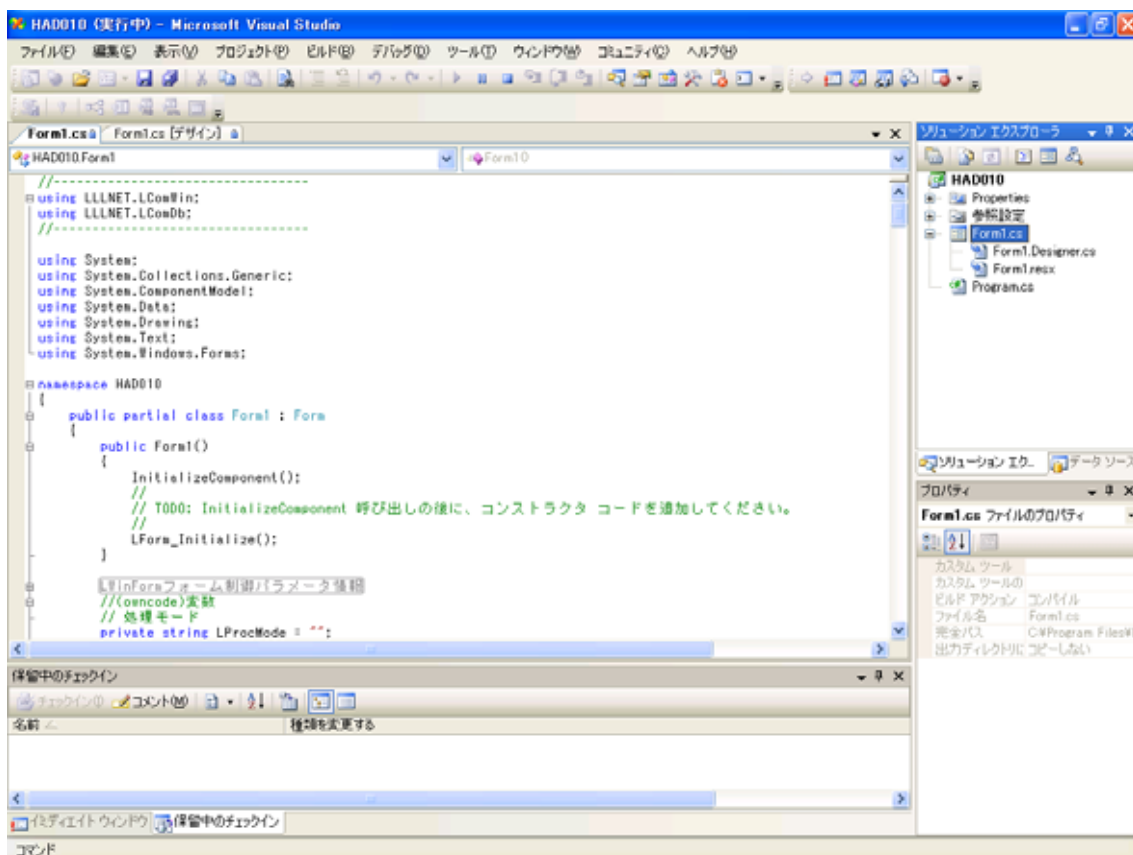 HAD010 (実行中) - Microsoft Visual Studio
ファイル(F) 編集(E) 表示(V) プロジェクト(P) ビルド(B) デバッグ(D) ツール(T) ウィンドウ(W) コミュニティ(C) ヘルプ(H)
Form1.cs Form1.cs [デザイン]
HAD010.Form1
Form1()
//---------------------------------
using LLLNET.LComWin;
using LLLNET.LComDb;
//---------------------------------
using System;
using System.Collections.Generic;
using System.ComponentModel;
using System.Data;
using System.Drawing;
using System.Text;
using System.Windows.Forms;
namespace HAD010
{
public partial class Form1 : Form
{
public Form1()
{
InitializeComponent();
//
// TODO: InitializeComponent 呼び出しの後に、コンストラクタ コードを追加してください。
//
LForm_Initialize();
}
LWinFormフォーム制御パラメータ情報
//(owncode)変数
// 処理モード
private string LProcMode = "";
保留中のチェックイン
チェックイン(I) コメント(M)
名前
種類を変更する
イミディエイト ウィンドウ 保留中のチェックイン
コマンド
ソリューション エクスプローラ
HAD010
Properties
参照設定
Form1.cs
Form1.Designer.cs
Form1.resx
Program.cs
ソリューション エク... データ ソース
プロパティ
Form1.cs ファイルのプロパティ
カスタム ツール
カスタム ツールの
ビルド アクション コンパイル
ファイル名 Form1.cs
完全パス C:¥Program Files¥
出力ディレクトリに コピーしない